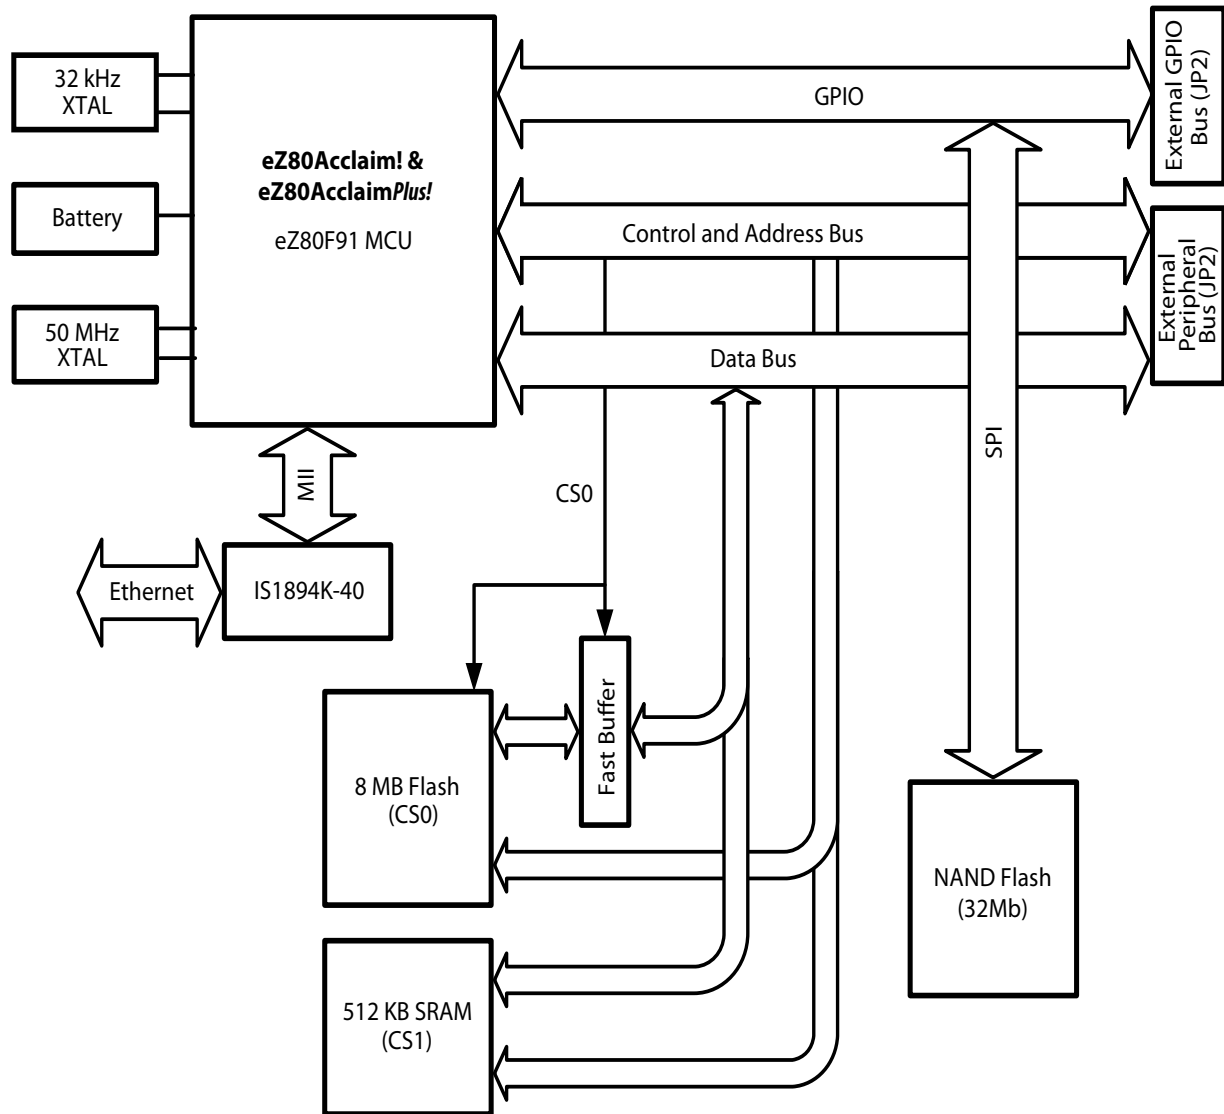 32 kHz
XTAL
Battery
50 MHz
XTAL
eZ80Acclaim! &
eZ80AcclaimPlus!
eZ80F91 MCU
GPIO
Control and Address Bus
Data Bus
External GPIO
Bus (JP2)
External
Peripheral
Bus (JP2)
SPI
MII
CS0
Ethernet
IS1894K-40
Fast Buffer
8 MB Flash
(CS0)
NAND Flash
(32Mb)
512 KB SRAM
(CS1)